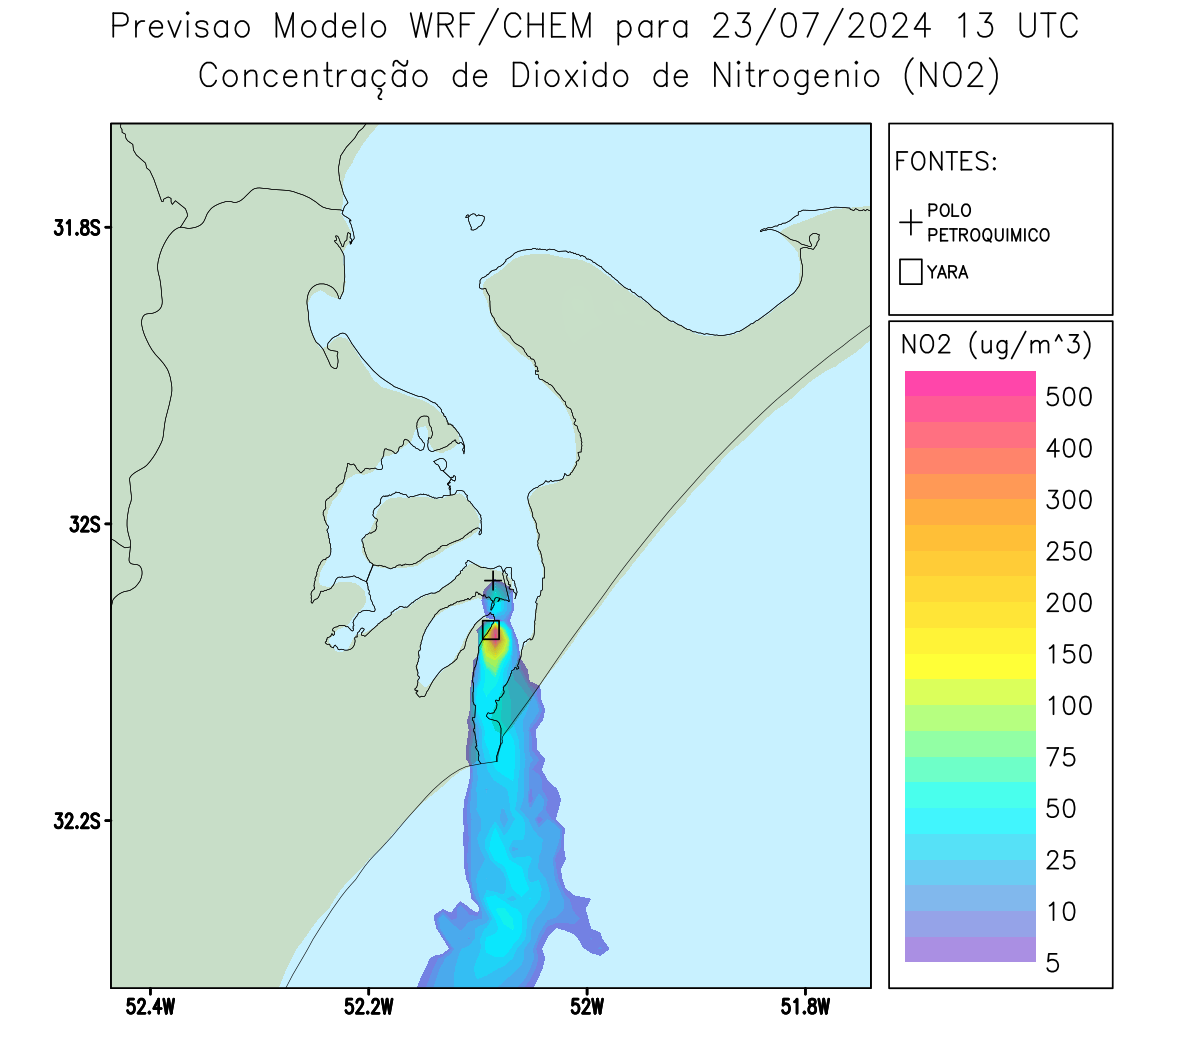 Previsao Modelo WRF/CHEM para 23/07/2024 13 UTC
Concentração de Dioxido de Nitrogenio (NO2)
FONTES:
POLO
PETROQUIMICO
YARA
NO2 (ug/m^3)
500
400
300
250
200
150
100
75
50
25
10
5
31.8S
32S
32.2S
52.4W
52.2W
52W
51.8W